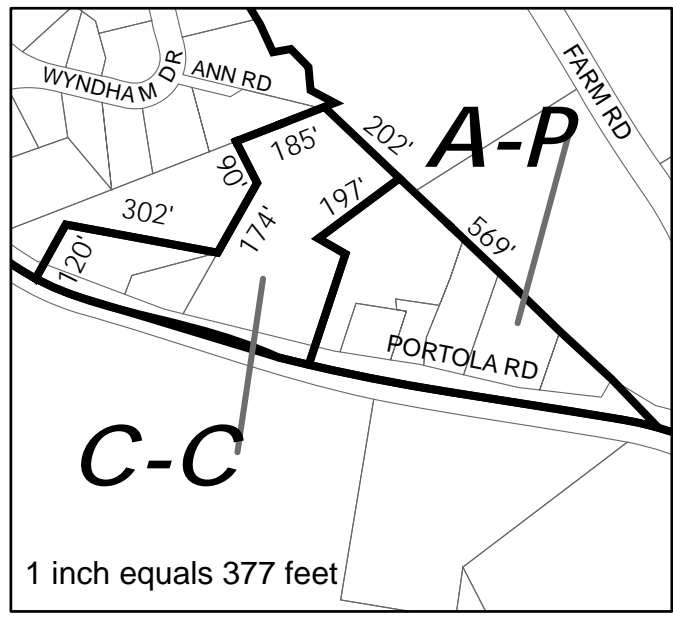 WYNDHAM DR
ANN RD
FARM RD
A-P
202'
185'
90'
197'
302'
174'
569'
120'
PORTOLA RD
C-C
1 inch equals 377 feet